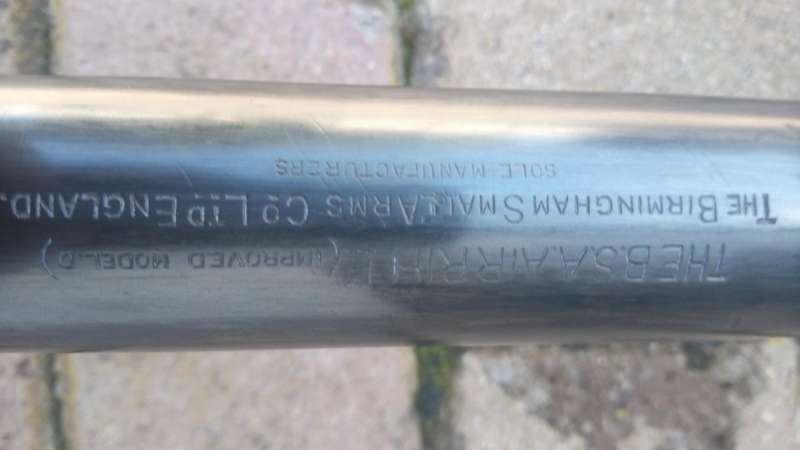 THE B.S.A. AIR RIFLE (IMPROVED MODEL.D)
THE BIRMINGHAM SMALL ARMS CO LTD ENGLAND.
SOLE MANUFACTURERS